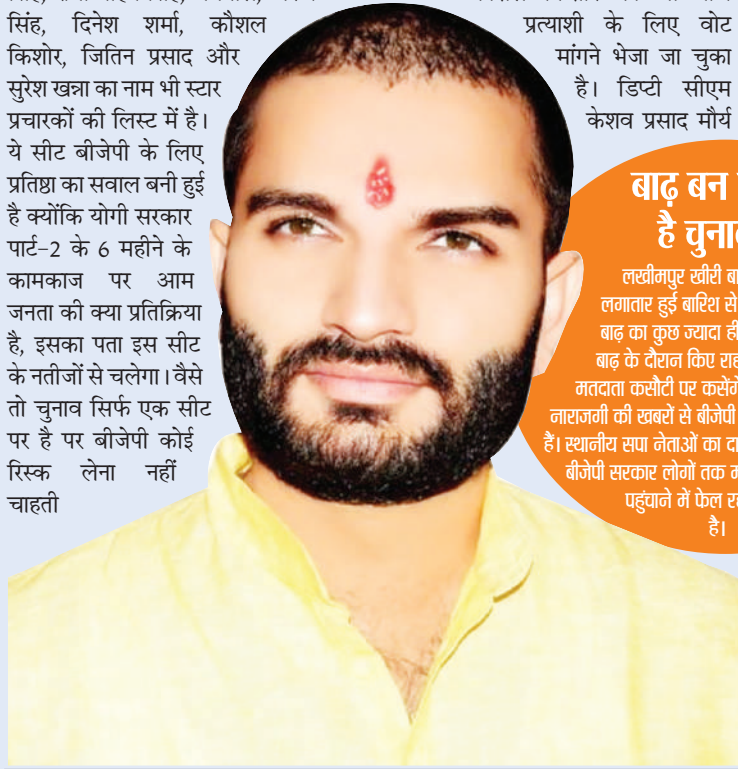 सिंह, दिनेश शर्मा, कौशल
किशोर, जितिन प्रसाद और
सुरेश खन्ना का नाम भी स्टार
प्रचारकों की लिस्ट में है।
ये सीट बीजेपी के लिए
प्रतिष्ठा का सवाल बनी हुई
है क्योंकि योगी सरकार
पार्ट-2 के 6 महीने के
कामकाज पर आम
जनता की क्या प्रतिक्रिया
है, इसका पता इस सीट
के नतीजों से चलेगा। वैसे
तो चुनाव सिर्फ एक सीट
पर है पर बीजेपी कोई
रिस्क लेना नहीं
चाहती
प्रत्याशी के लिए वोट
मांगने भेजा जा चुका
है। डिप्टी सीएम
केशव प्रसाद मौर्य
बाढ़ बन
है
लखीमपुर खीरी
लगातार हुई बारिश से
बाढ़ का कुछ ज्यादा ही
बाढ़ के दौरान किए
मतदाता कसौटी पर
नाराजगी की खबरों से बीजेपी
हैं। स्थानीय सपा नेताओं का
बीजेपी सरकार लोगों तक
पहुंचाने में फेल
है।